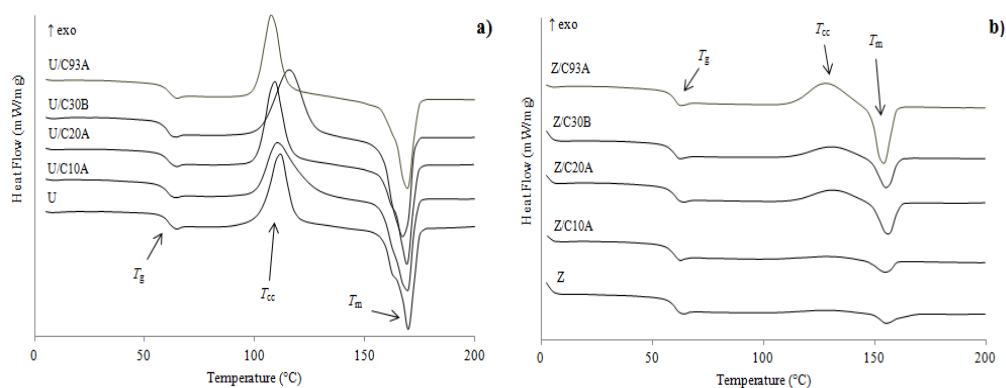 ↑ exo
a)
U/C93A
U/C30B
U/C20A
U/C10A
U
Tg
Tcc
Tm
Heat Flow (mW/mg)
0 50 100 150 200
Temperature (°C)
↑ exo
b)
Z/C93A
Z/C30B
Z/C20A
Z/C10A
Z
Tg
Tcc
Tm
Heat Flow (mW/mg)
0 50 100 150 200
Temperature (°C)